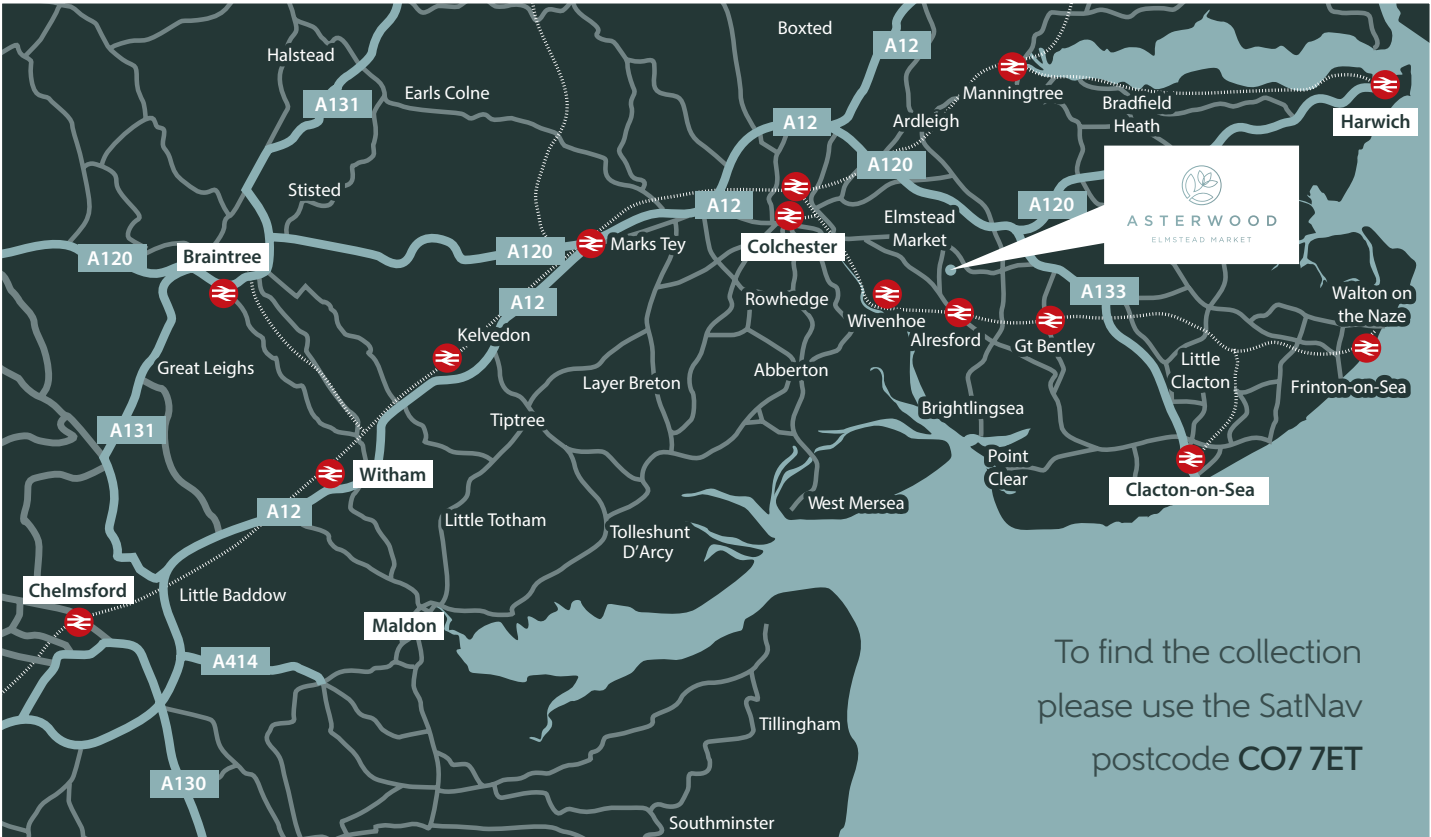 Boxted
A12
Halstead
Earls Colne
A131
Manningtree
Bradfield
Heath
Harwich
A12
Ardleigh
A120
Stisted
A12
A120
ASTERWOOD
ELMSTEAD MARKET
Elmstead
Market
Colchester
Marks Tey
A120
A120
Braintree
A12
Rowhedge
Wivenhoe
Alresford
Gt Bentley
A133
Walton on
the Naze
Kelvedon
Great Leighs
Layer Breton
Abberton
Little
Clacton
Frinton-on-Sea
A131
Tiptree
Brightlingsea
Witham
Point
Clear
Clacton-on-Sea
A12
Little Totham
West Mersea
Tolleshunt
D'Arcy
Chelmsford
Little Baddow
Maldon
A414
A130
Tillingham
Southminster
To find the collection
please use the SatNav
postcode CO7 7ET